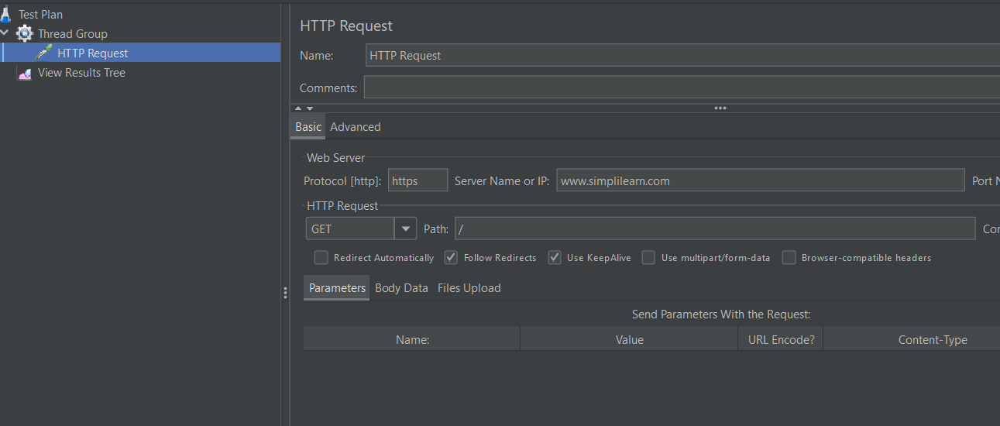 Test Plan
Thread Group
HTTP Request
View Results Tree
HTTP Request
Name: HTTP Request
Comments:
Basic Advanced
Web Server
Protocol [http]: https Server Name or IP: www.simplilearn.com Port N
HTTP Request
GET Path: / Con
Redirect Automatically Follow Redirects Use KeepAlive Use multipart/form-data Browser-compatible headers
Parameters Body Data Files Upload
Send Parameters With the Request:
Name: Value URL Encode? Content-Type